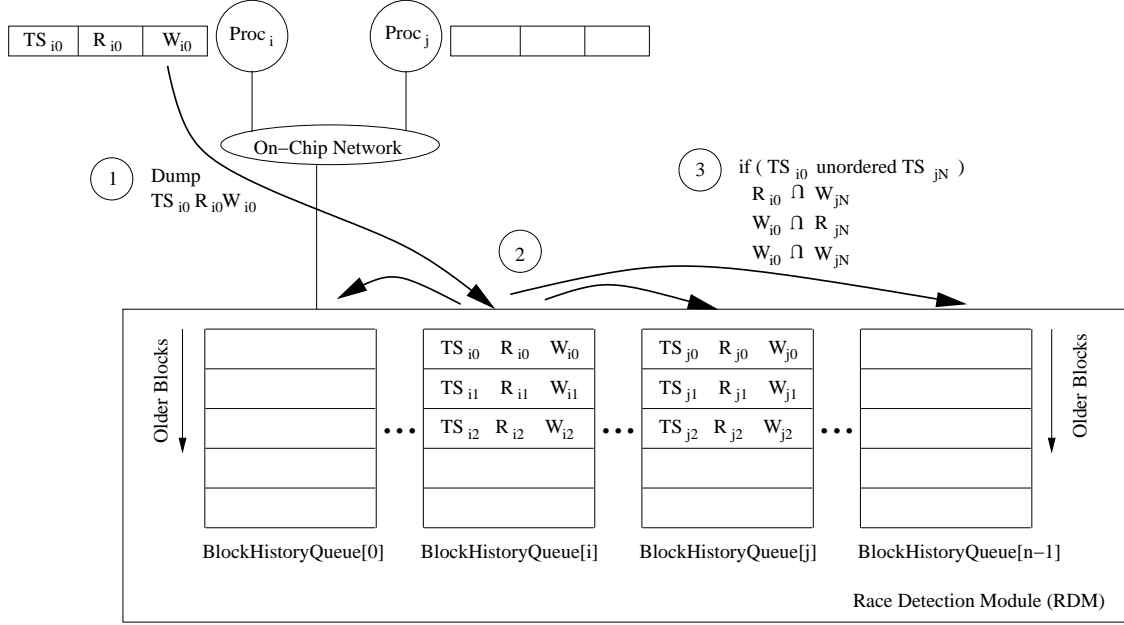 TS i0 R i0 W i0 Proc i Proc j
On−Chip Network
1 Dump
TS i0 R i0 W i0
2
3 if ( TS i0 unordered TS jN )
R i0 ∩ W jN
W i0 ∩ R jN
W i0 ∩ W jN
Older Blocks
TS i0 R i0 W i0
TS i1 R i1 W i1
TS i2 R i2 W i2
TS j0 R j0 W j0
TS j1 R j1 W j1
TS j2 R j2 W j2
Older Blocks
... ... ...
BlockHistoryQueue[0] BlockHistoryQueue[i] BlockHistoryQueue[j] BlockHistoryQueue[n−1]
Race Detection Module (RDM)